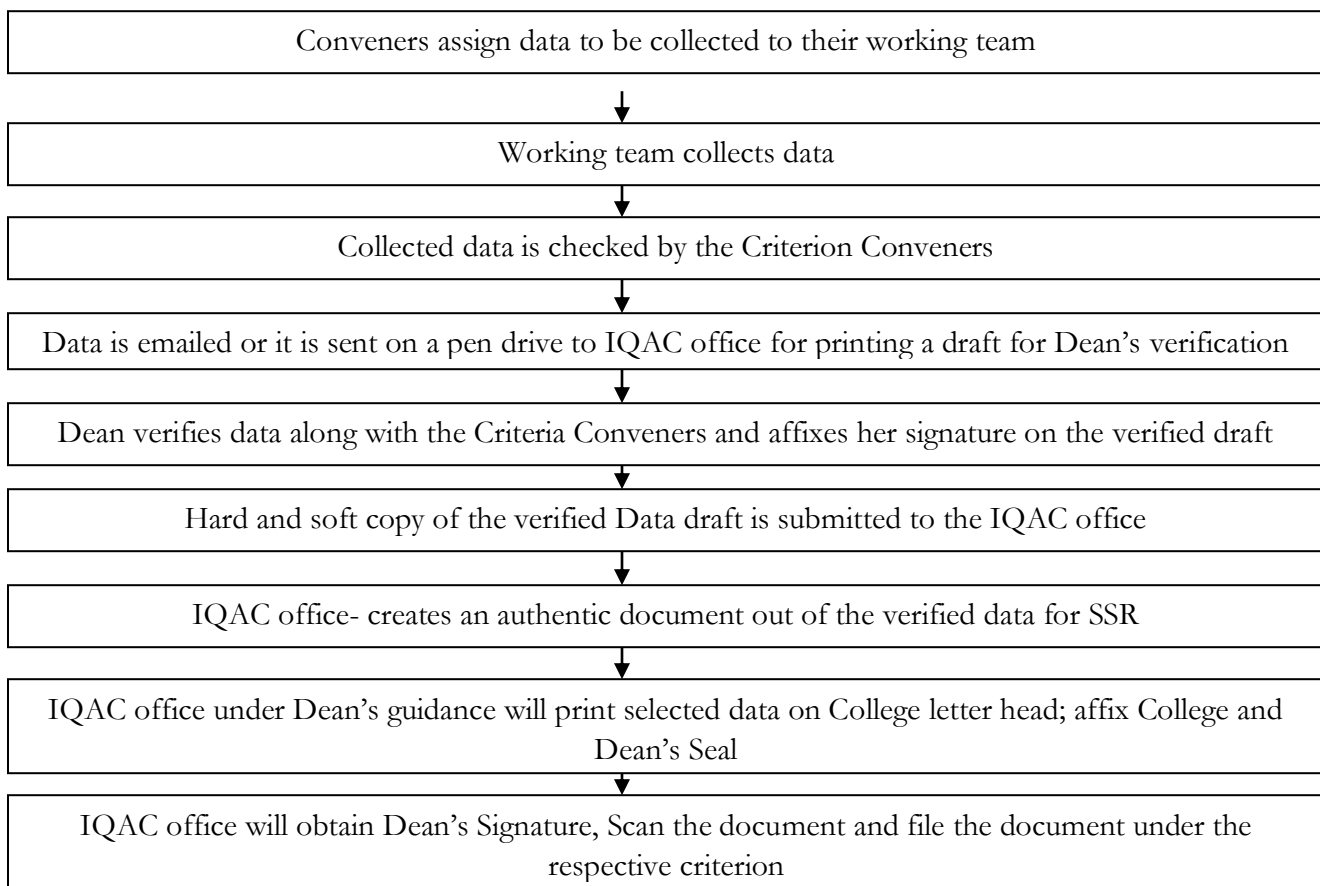 Conveners assign data to be collected to their working team
Working team collects data
Collected data is checked by the Criterion Conveners
Data is emailed or it is sent on a pen drive to IQAC office for printing a draft for Dean’s verification
Dean verifies data along with the Criteria Conveners and affixes her signature on the verified draft
Hard and soft copy of the verified Data draft is submitted to the IQAC office
IQAC office- creates an authentic document out of the verified data for SSR
IQAC office under Dean’s guidance will print selected data on College letter head; affix College and
Dean’s Seal
IQAC office will obtain Dean’s Signature, Scan the document and file the document under the
respective criterion